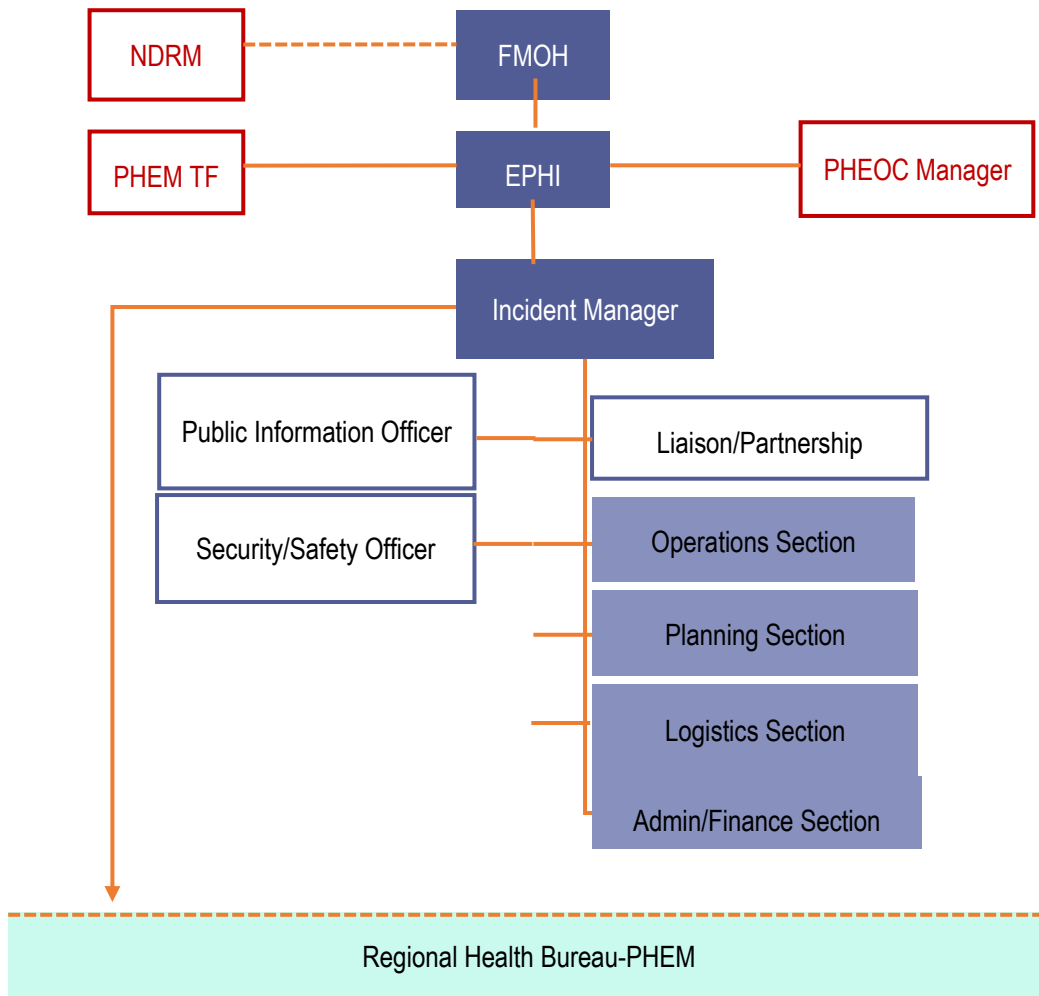 NDRM
FMOH
PHEM TF
EPHI
PHEOC Manager
Incident Manager
Public Information Officer
Liaison/Partnership
Security/Safety Officer
Operations Section
Planning Section
Logistics Section
Admin/Finance Section
Regional Health Bureau-PHEM